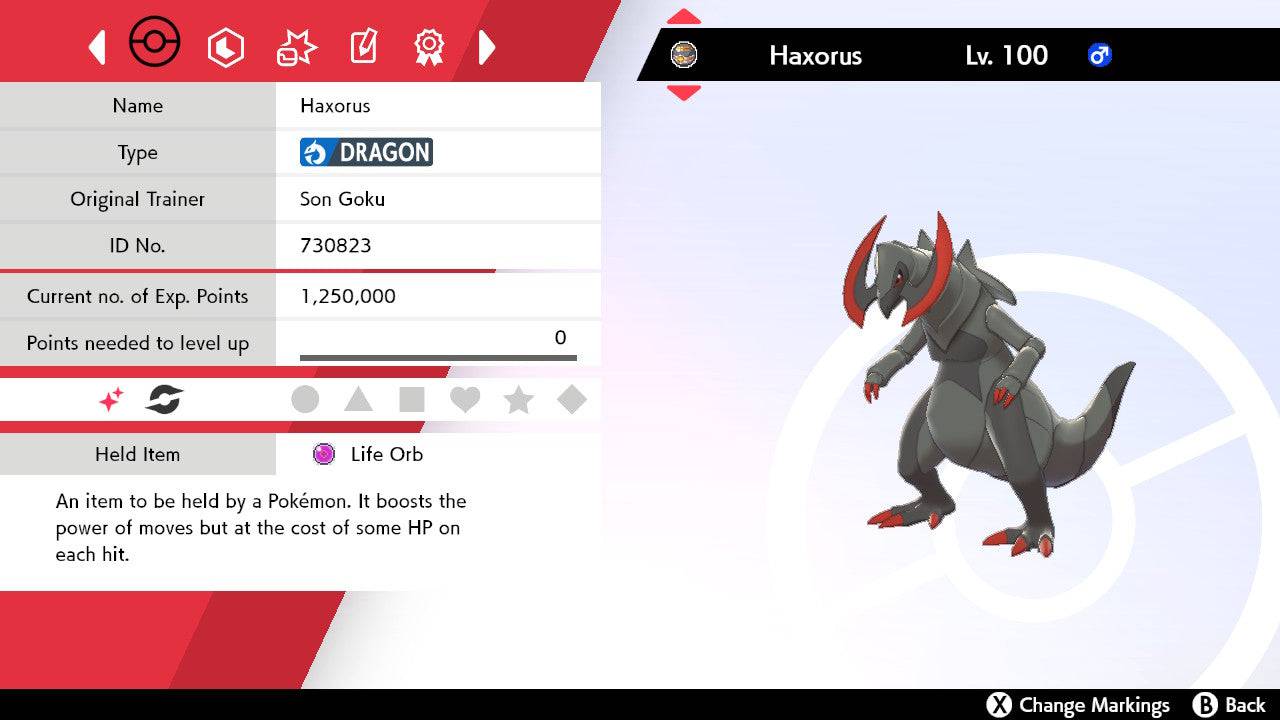 Haxorus Lv. 100
Name Haxorus
Type DRAGON
Original Trainer Son Goku
ID No. 730823
Current no. of Exp. Points 1,250,000
Points needed to level up 0
Held Item Life Orb
An item to be held by a Pokémon. It boosts the
power of moves but at the cost of some HP on
each hit.
X Change Markings B Back